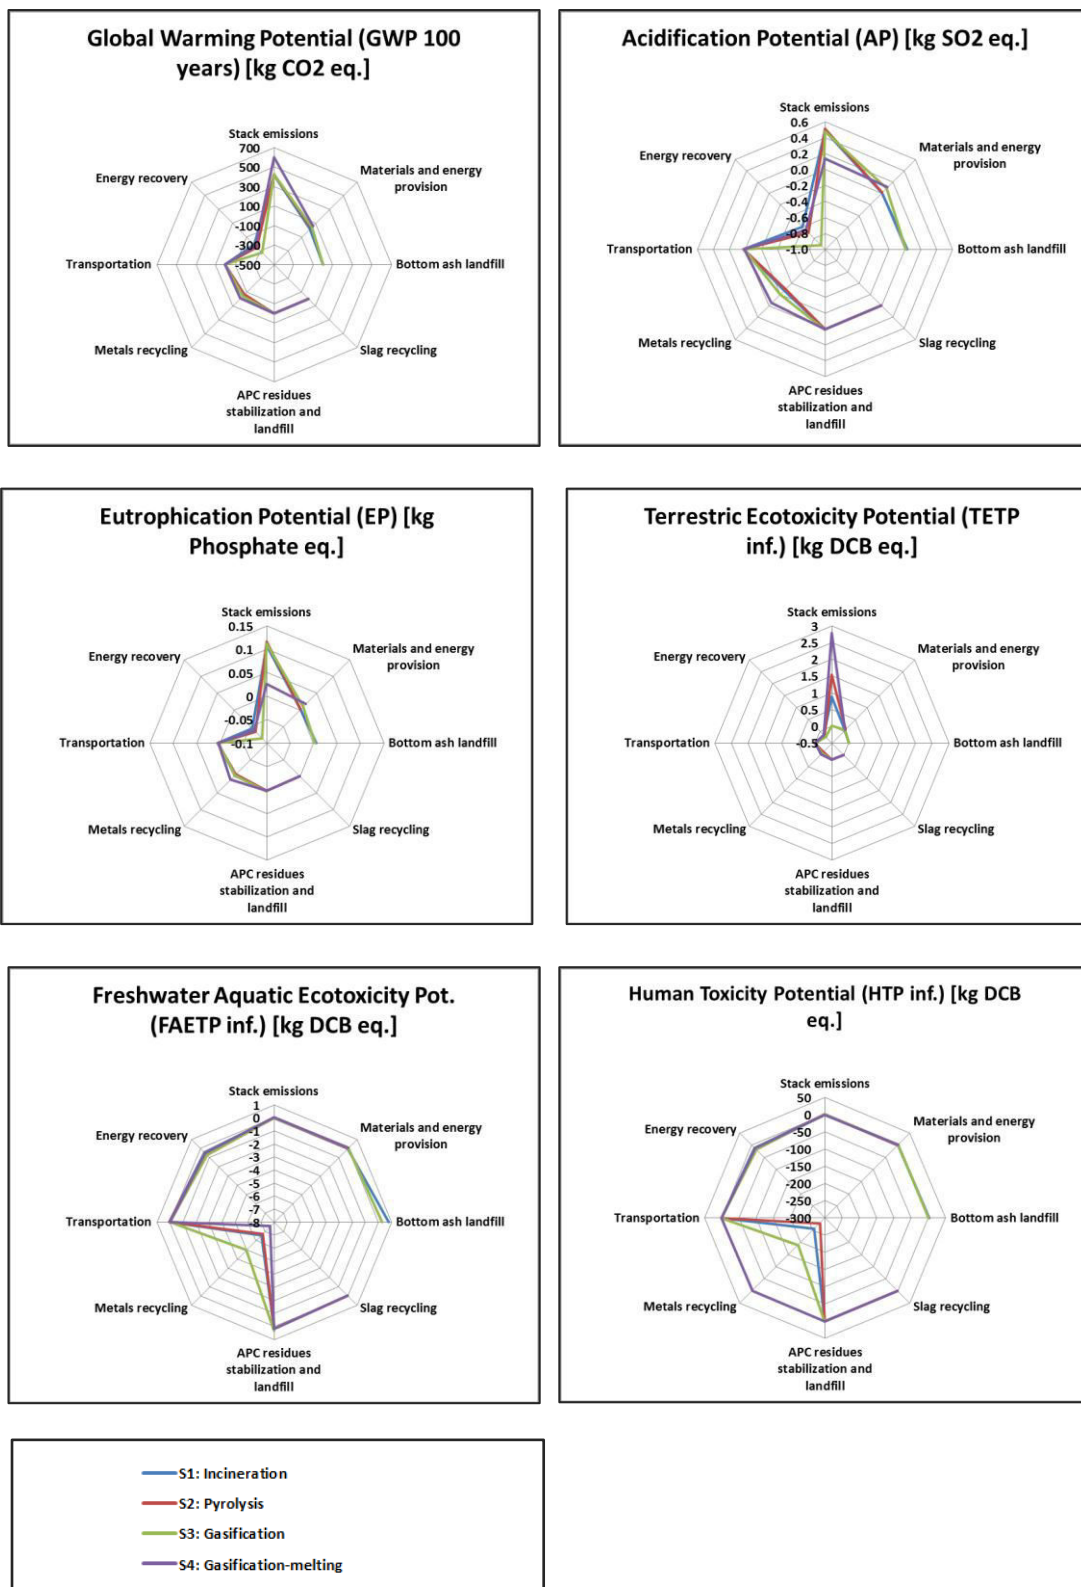 Global Warming Potential (GWP 100
years) [kg CO2 eq.]
Stack emissions
700
500
300
100
-100
-300
-500
Materials and energy
provision
Bottom ash landfill
Slag recycling
APC residues
stabilization and
landfill
Metals recycling
Transportation
Energy recovery
Acidification Potential (AP) [kg SO2 eq.]
Stack emissions
0.6
0.4
0.2
0.0
-0.2
-0.4
-0.6
-0.8
-1.0
Materials and energy
provision
Bottom ash landfill
Slag recycling
APC residues
stabilization and
landfill
Metals recycling
Transportation
Energy recovery
Eutrophication Potential (EP) [kg
Phosphate eq.]
Stack emissions
0.15
0.1
0.05
0
-0.05
-0.1
Materials and energy
provision
Bottom ash landfill
Slag recycling
APC residues
stabilization and
landfill
Metals recycling
Transportation
Energy recovery
Terrestric Ecotoxicity Potential (TETP
inf.) [kg DCB eq.]
Stack emissions
3
2.5
2
1.5
1
0.5
0
-0.5
Materials and energy
provision
Bottom ash landfill
Slag recycling
APC residues
stabilization and
landfill
Metals recycling
Transportation
Energy recovery
Freshwater Aquatic Ecotoxicity Pot.
(FAETP inf.) [kg DCB eq.]
Stack emissions
1
0
-1
-2
-3
-4
-5
-6
-7
-8
Materials and energy
provision
Bottom ash landfill
Slag recycling
APC residues
stabilization and
landfill
Metals recycling
Transportation
Energy recovery
Human Toxicity Potential (HTP inf.) [kg DCB
eq.]
Stack emissions
50
0
-50
-100
-150
-200
-250
-300
Materials and energy
provision
Bottom ash landfill
Slag recycling
APC residues
stabilization and
landfill
Metals recycling
Transportation
Energy recovery
S1: Incineration
S2: Pyrolysis
S3: Gasification
S4: Gasification-melting